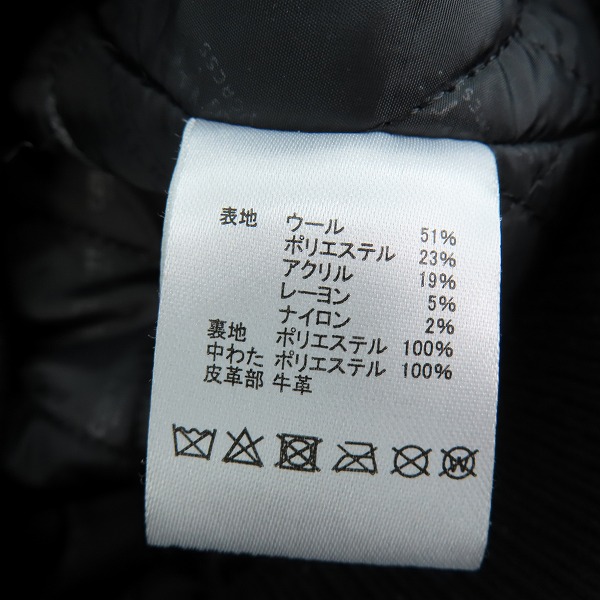 表地 ウール 51%
ポリエステル 23%
アクリル 19%
レーヨン 5%
ナイロン 2%
裏地 ポリエステル 100%
中わた ポリエステル 100%
皮革部 牛革